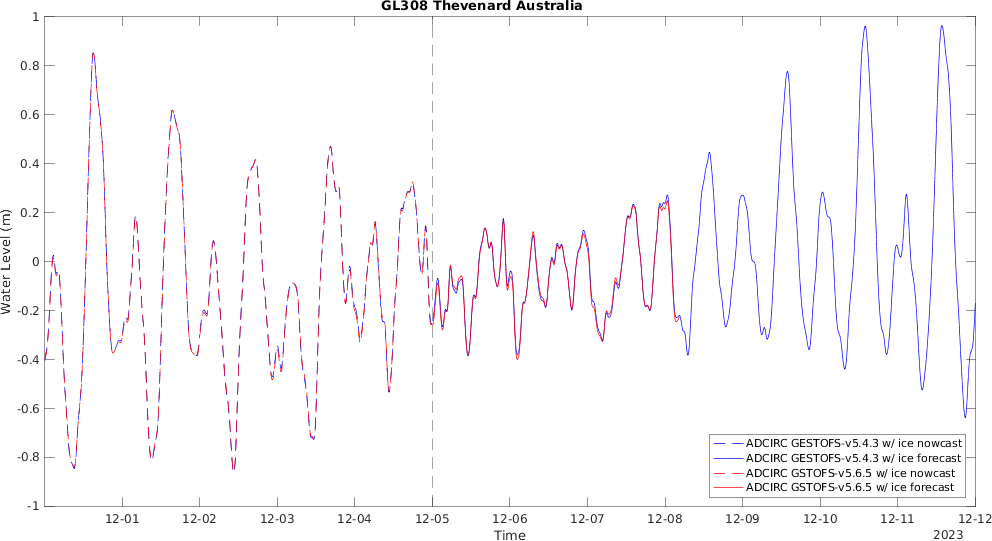 GL308 Thevenard Australia
1
0.8
0.6
0.4
0.2
0
-0.2
-0.4
-0.6
-0.8
-1
Water Level (m)
12-01 12-02 12-03 12-04 12-05 12-06 12-07 12-08 12-09 12-10 12-11 12-12
Time
2023
ADCIRC GESTOFS-v5.4.3 w/ ice nowcast
ADCIRC GESTOFS-v5.4.3 w/ ice forecast
ADCIRC GSTOFS-v5.6.5 w/ ice nowcast
ADCIRC GSTOFS-v5.6.5 w/ ice forecast